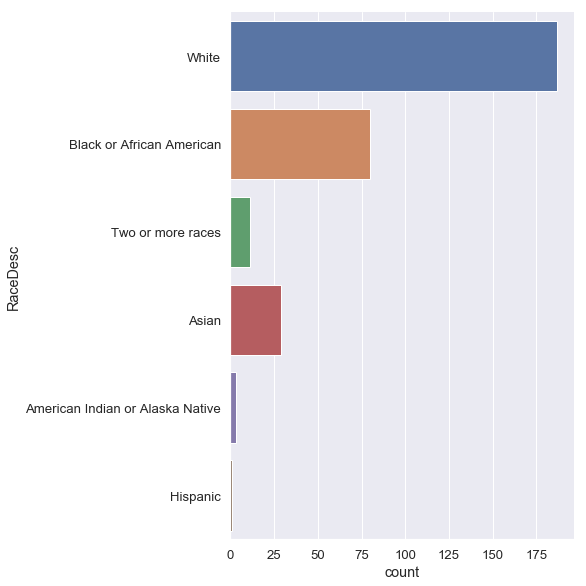 White
Black or African American
Two or more races
Asian
American Indian or Alaska Native
Hispanic
RaceDesc
0 25 50 75 100 125 150 175
count